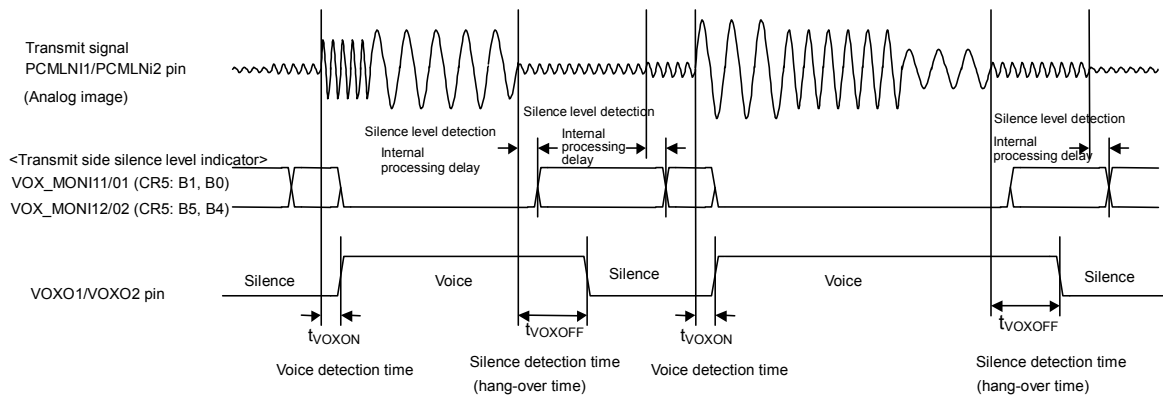 Transmit signal
PCMLNI1/PCMLNi2 pin
(Analog image)
Silence level detection
Internal
processing delay
Silence level detection
Internal
processing
delay
Silence level detection
Internal
processing delay
<Transmit side silence level indicator>
VOX_MONI11/01 (CR5: B1, B0)
VOX_MONI12/02 (CR5: B5, B4)
VOXO1/VOXO2 pin
Silence
Voice
Silence
Voice
Silence
tVOXON
tVOXOFF
tVOXON
tVOXOFF
Voice detection time
Silence detection time
(hang-over time)
Voice detection time
Silence detection time
(hang-over time)